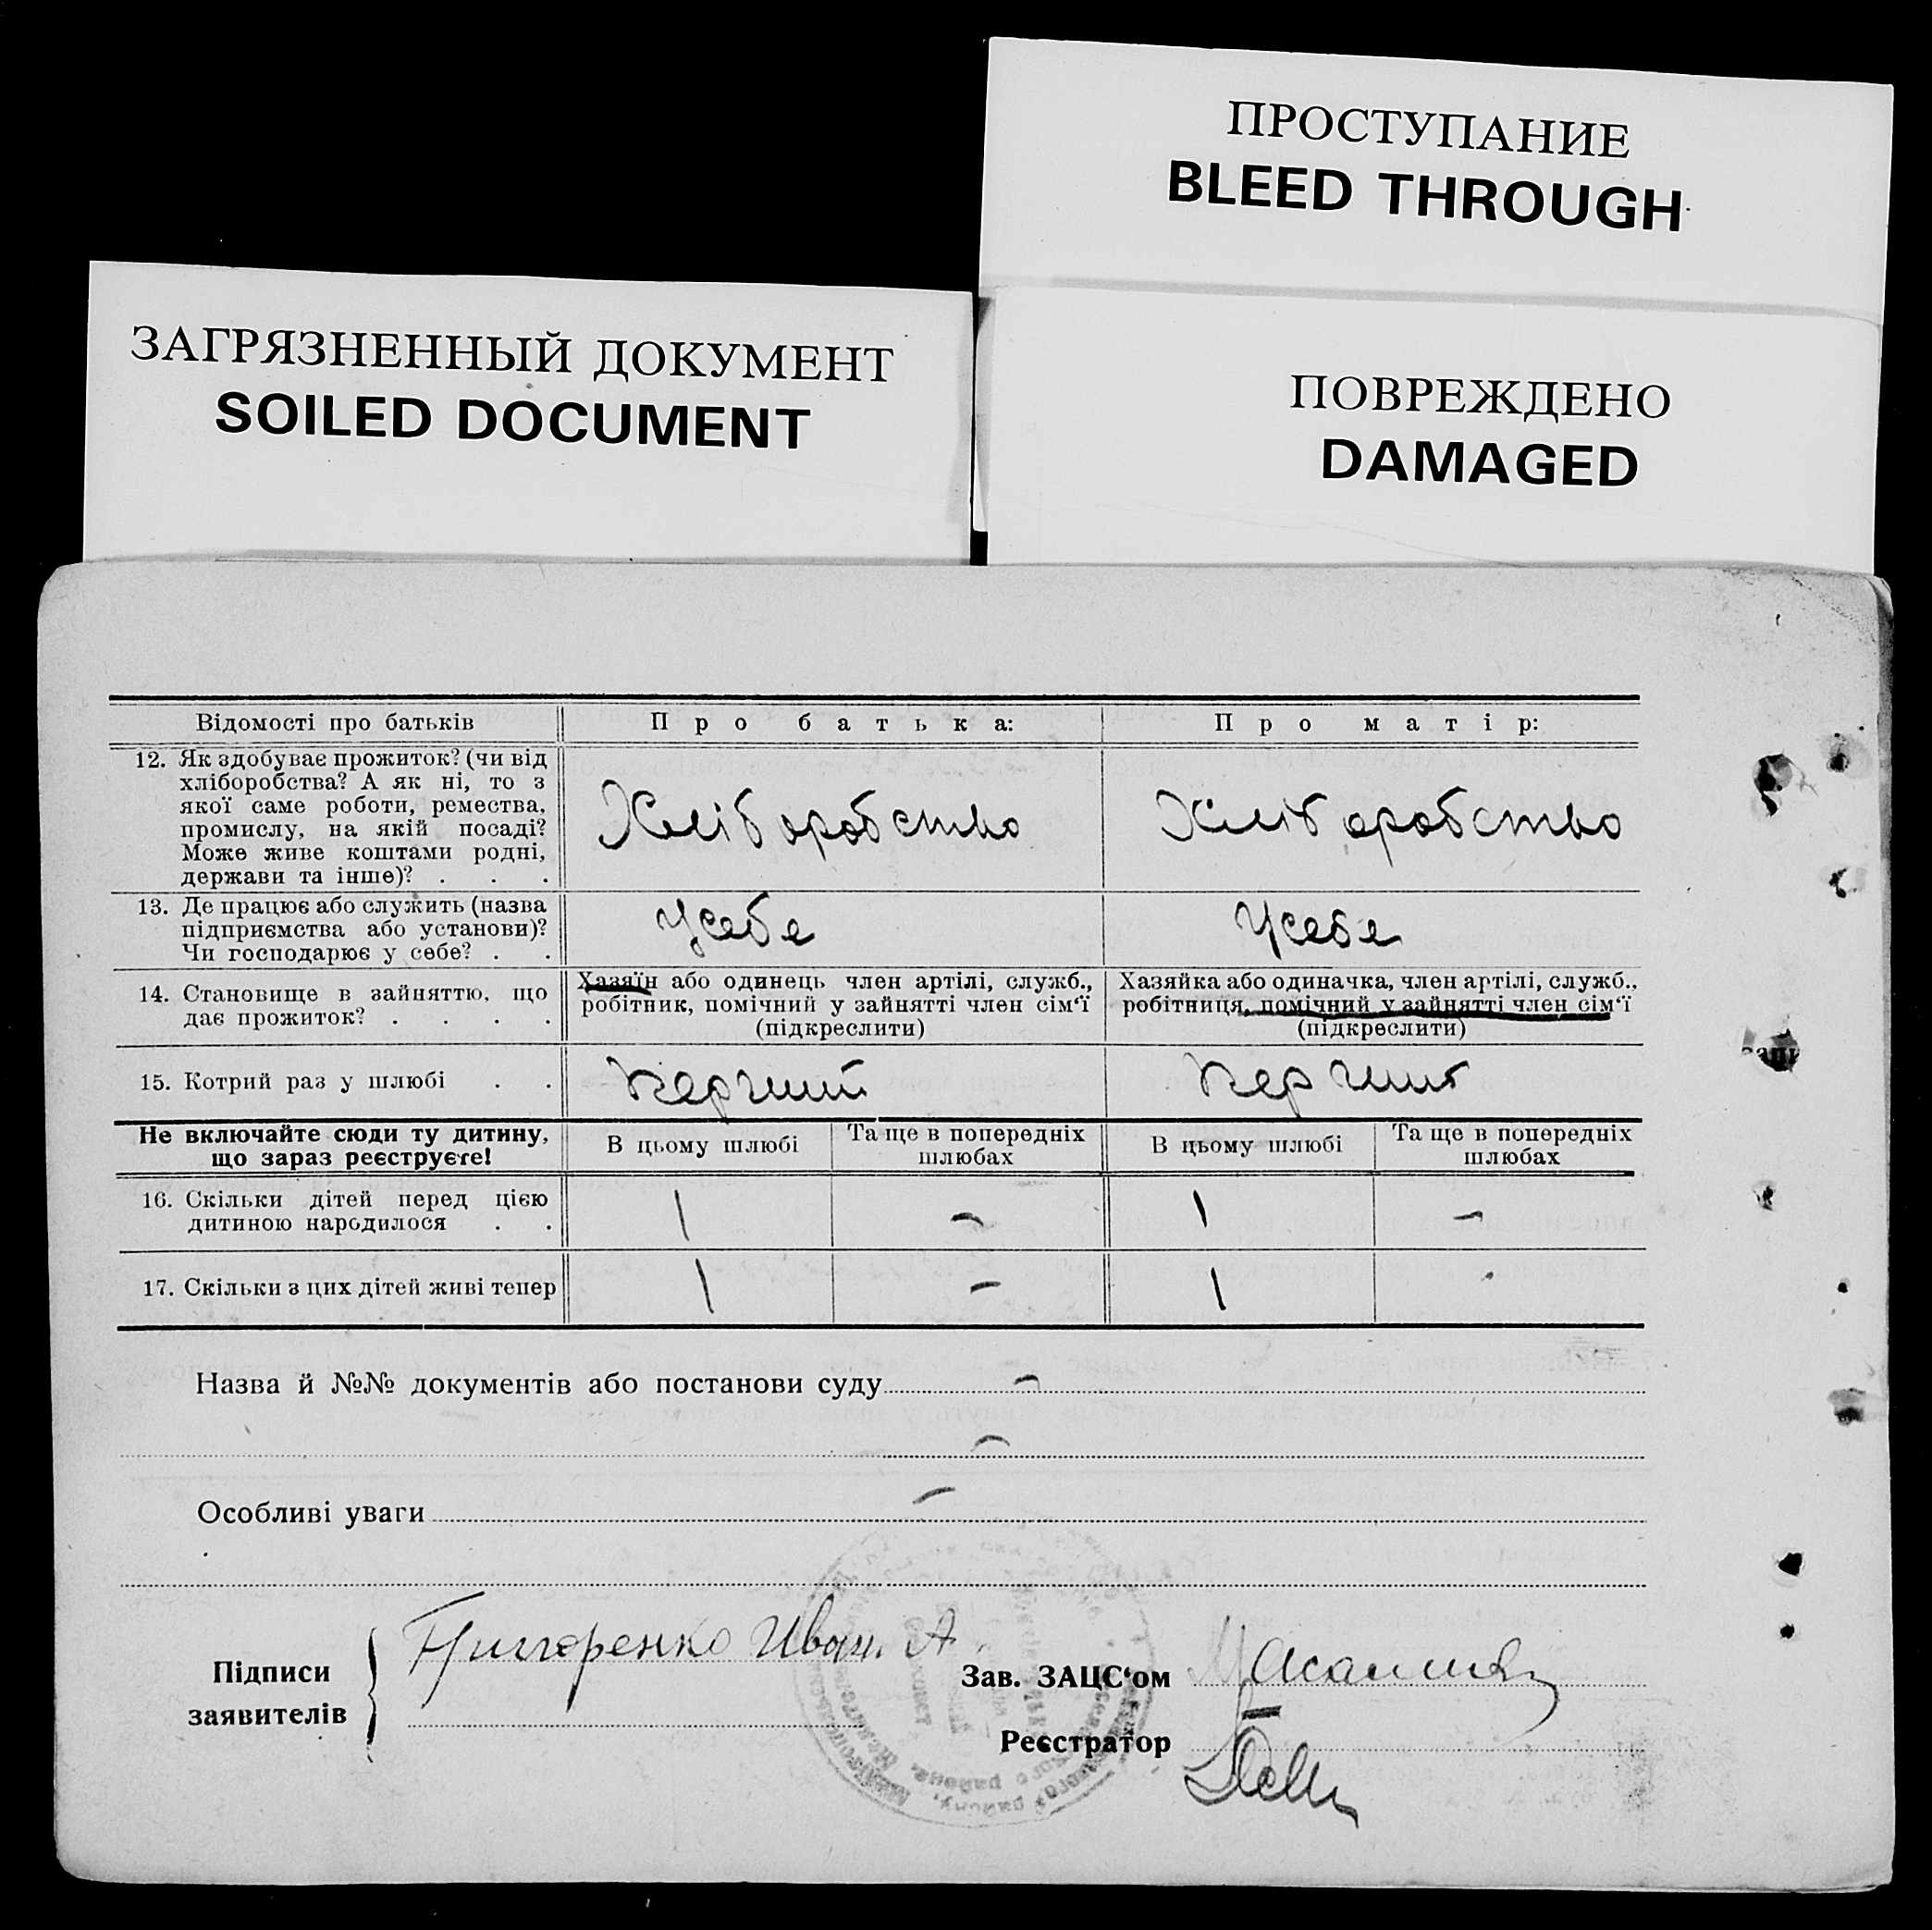 ПРОСТУПАНИЕ
BLEED THROUGH
ЗАГРЯЗНЕННЫЙ ДОКУМЕНТ
SOILED DOCUMENT
ПОВРЕЖДЕНО
DAMAGED
Відомості про батьків Про батька: Про матір:
12. Як здобуває прожиток? (чи від
хліборобства? А як ні, то з
якої саме роботи, ремества,
промислу, на якій посаді?
Може живе коштами родні,
держави та інше)? . . .
Хліборобство Хліборобство
13. Де працює або служить (назва
підприємства або установи)?
Чи господарює у себе? . .
Усебе Усебе
14. Становище в зайняттю, що
дає прожиток? . . . .
Хазяїн або одинець член артілі, служб.,
робітник, помічний у зайнятті член сім‘ї
(підкреслити)
Хазяйка або одиначка, член артілі, служб.,
робітниця, помічний у зайнятті член сім‘ї
(підкреслити)
15. Котрий раз у шлюбі . . Перший Перший
Не включайте сюди ту дитину,
що зараз реєструєте!
В цьому шлюбі Та ще в попередніх
шлюбах
В цьому шлюбі Та ще в попередніх
шлюбах
16. Скільки дітей перед цією
дитиною народилося . .
1 - 1 -
17. Скільки з цих дітей живі тепер 1 - 1 -
Назва й №№ документів або постанови суду -
-
Особливі уваги -
Підписи
заявителів
Григоренко Иван А.
Зав. ЗАЦС‘ом
Реєстратор